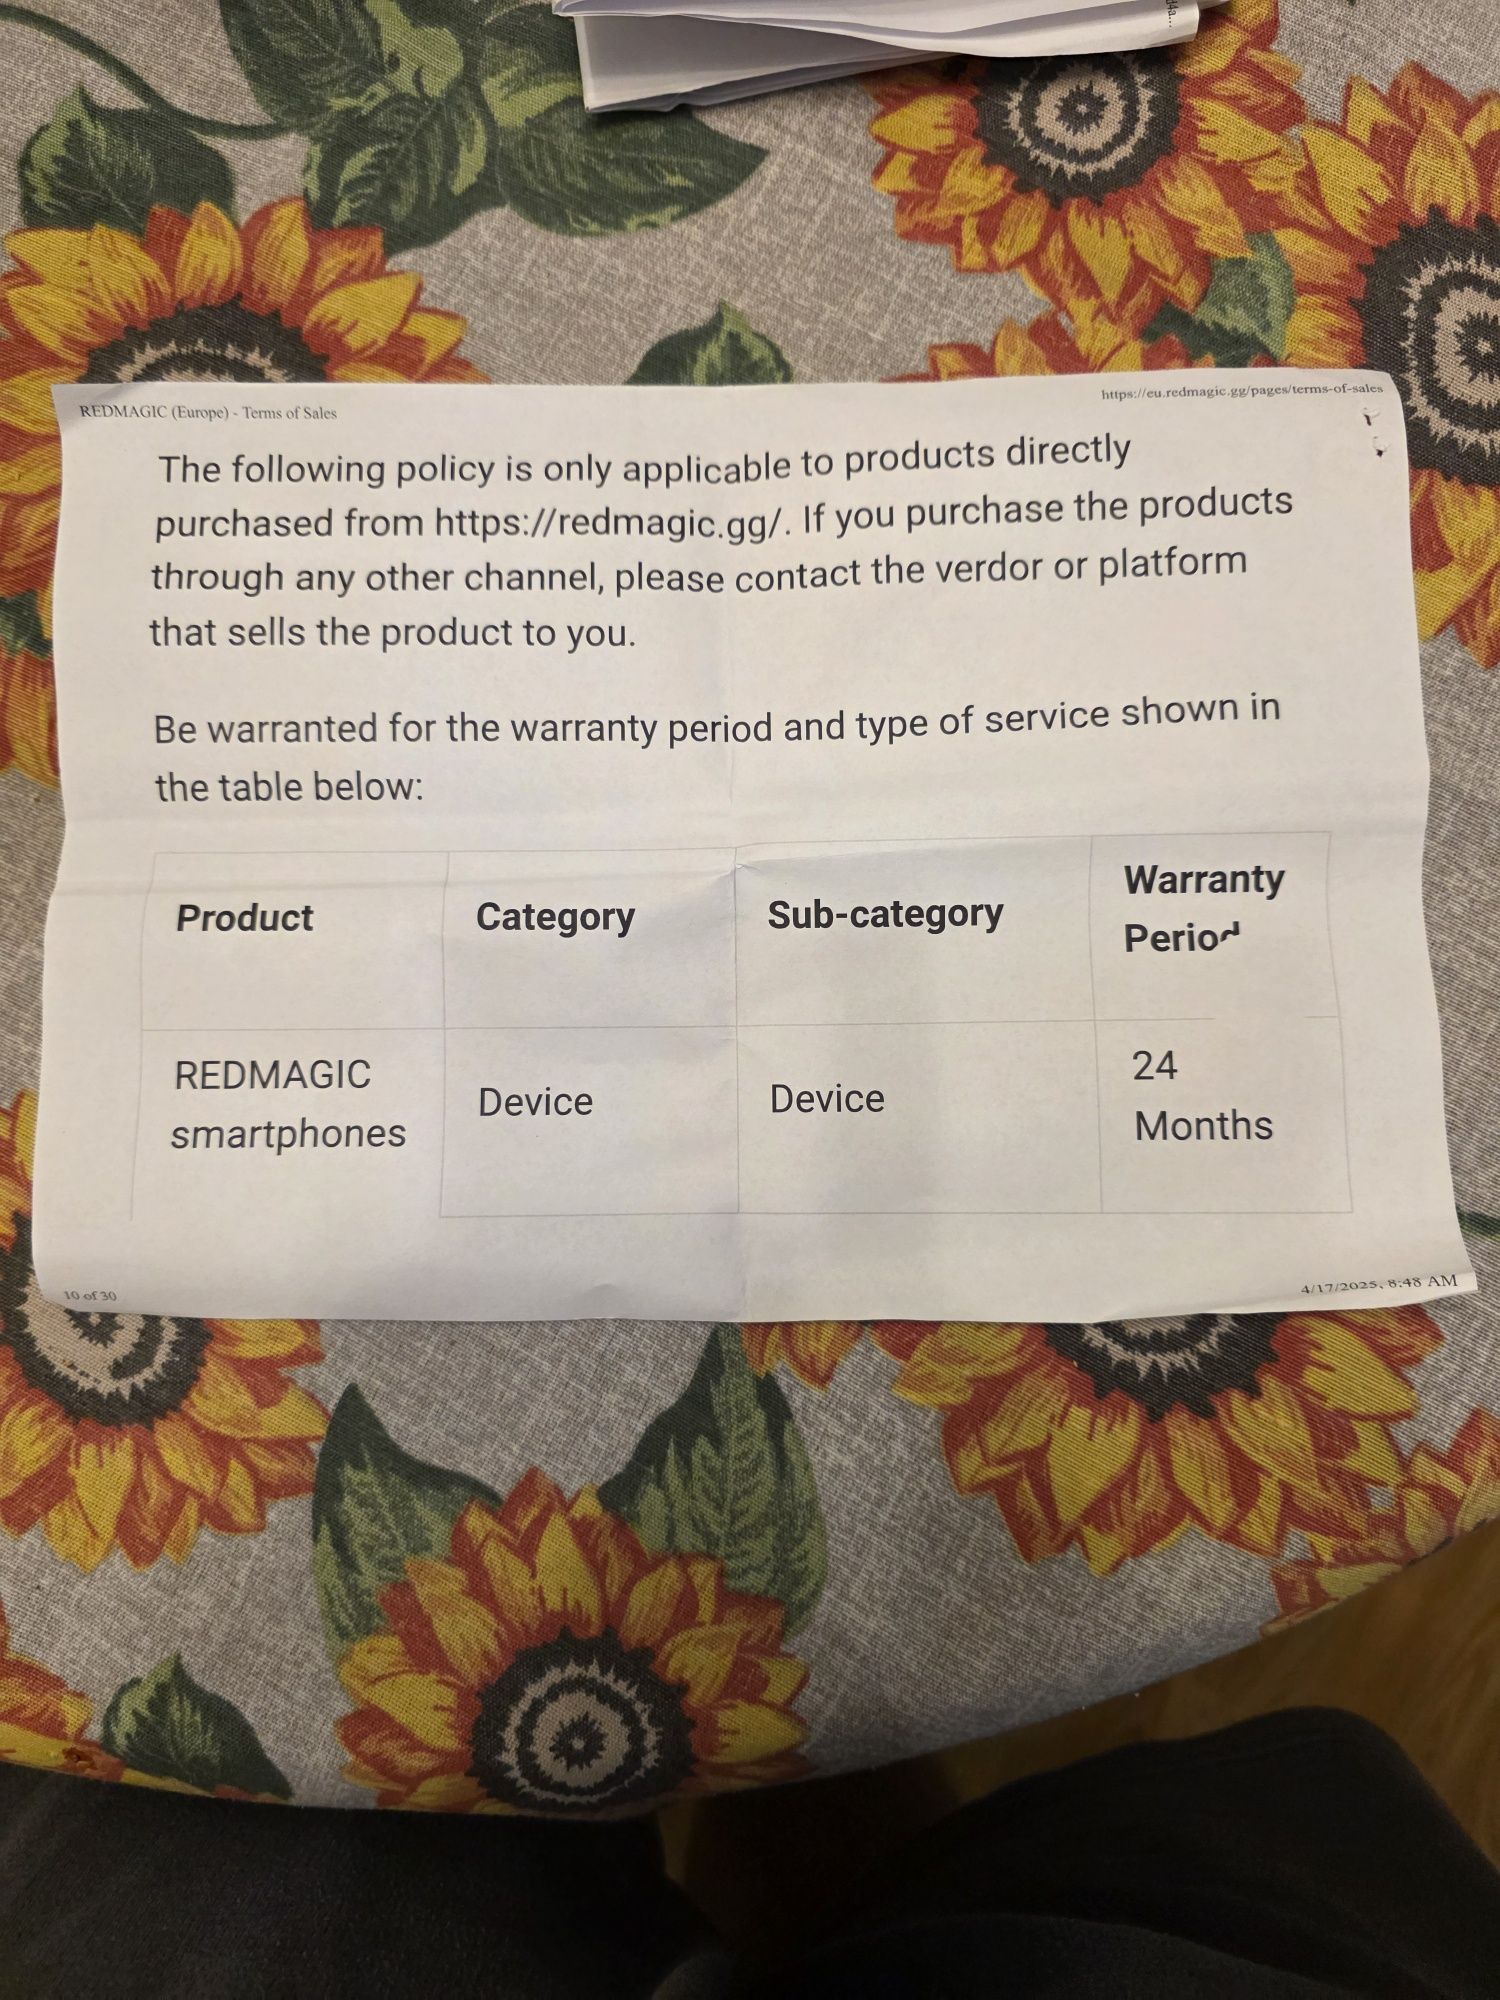 REDMAGIC (Europe) - Terms of Sales
https://eu.redmagic.gg/pages/terms-of-sales
The following policy is only applicable to products directly
purchased from https://redmagic.gg/. If you purchase the products
through any other channel, please contact the verdor or platform
that sells the product to you.
Be warranted for the warranty period and type of service shown in
the table below:
Product
Category
Sub-category
Warranty
Period
REDMAGIC
smartphones
Device
Device
24
Months
10 of 30
4/17/2025, 8:48 AM